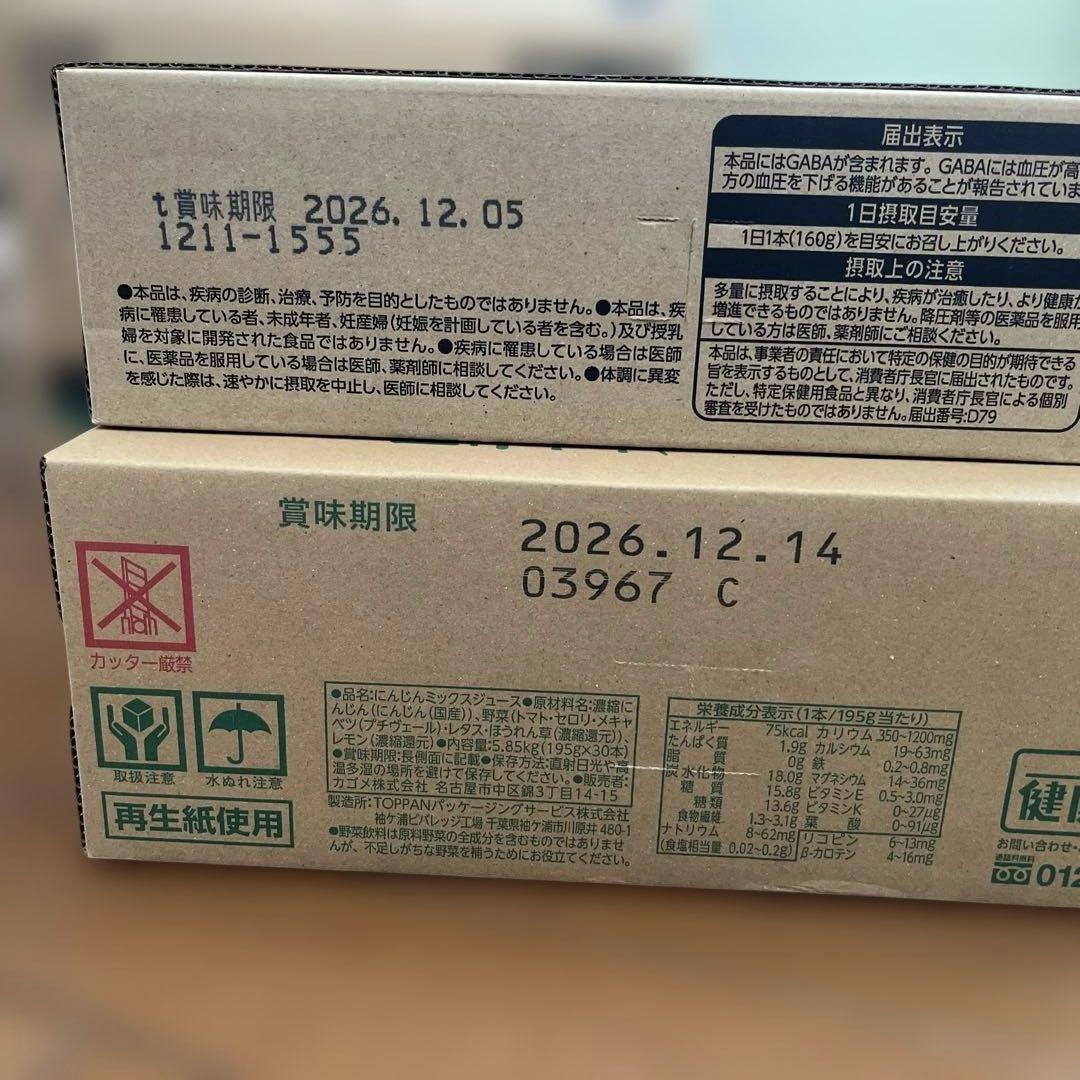 t賞味期限 2026.12.05
1211-1555
●本品は、疾病の診断、治療、予防を目的としたものではありません。●本品は、疾
病に罹患している者、未成年者、妊産婦(妊娠を計画している者を含む。)及び授乳
婦を対象に開発された食品ではありません。●疾病に罹患している場合は医師
に、医薬品を服用している場合は医師、薬剤師に相談してください。●体調に異変
を感じた際は、速やかに摂取を中止し、医師に相談してください。
届出表示
本品にはGABAが含まれます。GABAには血圧が高
方の血圧を下げる機能があることが報告されていま
1日摂取目安量
1日1本(160g)を目安にお召し上がりください。
摂取上の注意
多量に摂取することにより、疾病が治癒したり、より健康が
増進できるものではありません。降圧剤等の医薬品を服用
している方は医師、薬剤師にご相談ください。
本品は、事業者の責任において特定の保健の目的が期待できる
旨を表示するものとして、消費者庁長官に届出されたものです。
ただし、特定保健用食品と異なり、消費者庁長官による個別
審査を受けたものではありません。届出番号:D79
賞味期限
2026.12.14
03967 C
カッター厳禁
取扱注意
水ぬれ注意
再生紙使用
●品名:にんじんミックスジュース●原材料名:濃縮に
んじん(にんじん(国産))、野菜(トマト・セロリ・メキャ
ベツ(プチヴェール)・レタス・ほうれん草(濃縮還元))、
レモン(濃縮還元)●内容量:5.85kg(195g×30本)
●賞味期限:長側面に記載●保存方法:直射日光や高
温多湿の場所を避けて保存してください。●販売者:
カゴメ株式会社 名古屋市中区錦3丁目14-15
製造所:TOPPANパッケージングサービス株式会社
袖ケ浦ビバレッジ工場 千葉県袖ケ浦市川原井480-1
●野菜飲料は原料野菜の全成分を含むものではありませ
んが、不足しがちな野菜を補うためにお役立てください。
栄養成分表示(1本/195g当たり)
エネルギー 75kcal カリウム 350~1200mg
たんぱく質 1.9g カルシウム 19~63mg
脂質 0g 鉄 0.2~0.8mg
炭水化物 18.0g マグネシウム 14~36mg
糖質 15.8g ビタミンE 0.5~3.0mg
糖類 13.6g ビタミンK 0~27μg
食物繊維 1.3~3.1g 葉酸 0~91μg
ナトリウム 8~62mg リコピン 6~13mg
(食塩相当量 0.02~0.2g) β-カロテン 4~16mg
健
お問い合わせ・
通話料無料
012